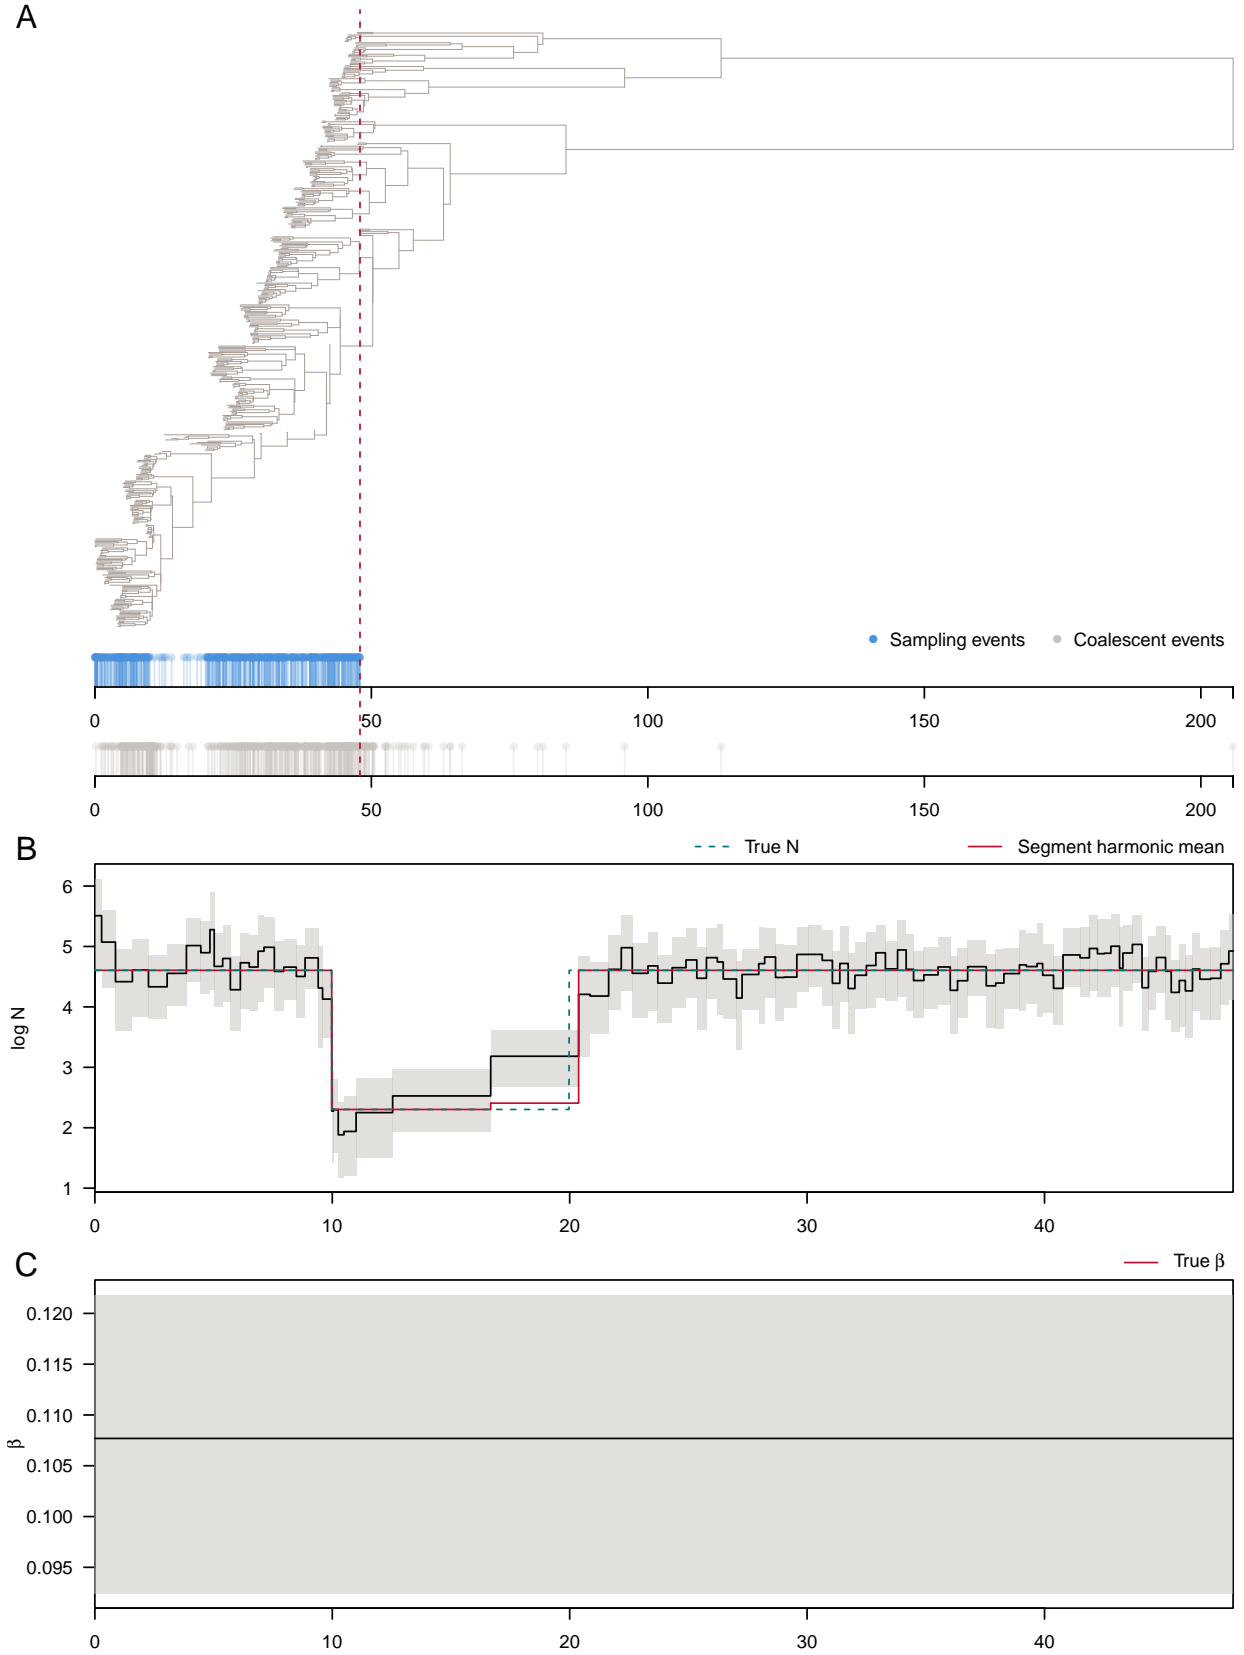 A
Sampling events
Coalescent events
0 50 100 150 200
0 50 100 150 200
B
True N
Segment harmonic mean
6
5
4
3
2
1
log N
0 10 20 30 40
C
True β
0.120
0.115
0.110
0.105
0.100
0.095
β
0 10 20 30 40